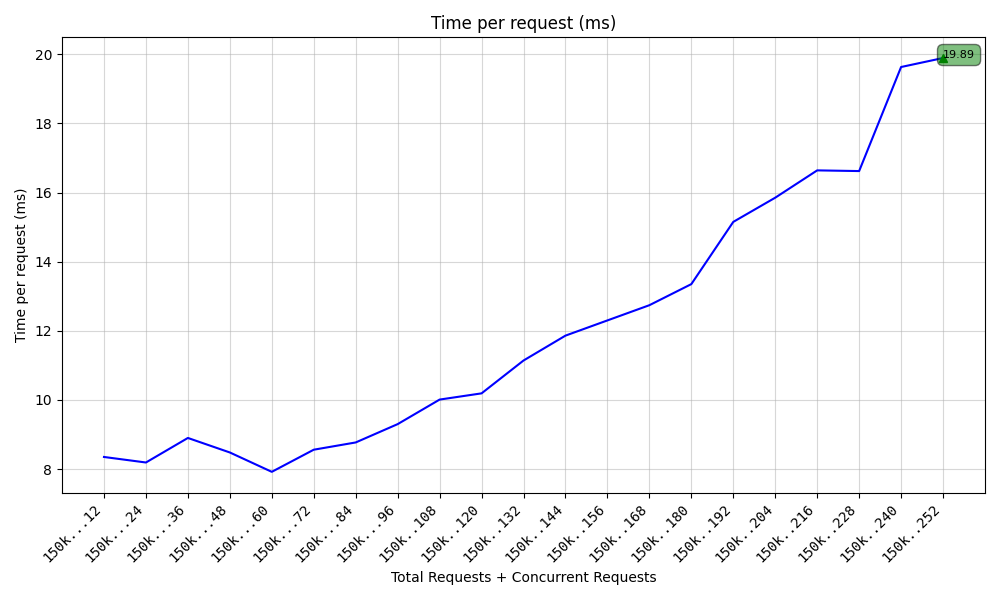 Time per request (ms)
19.89
20
18
16
14
12
10
8
Time per request (ms)
150k...12
150k...24
150k...36
150k...48
150k...60
150k...72
150k...84
150k...96
150k..108
150k..120
150k..132
150k..144
150k..156
150k..168
150k..180
150k..192
150k..204
150k..216
150k..228
150k..240
150k..252
Total Requests + Concurrent Requests